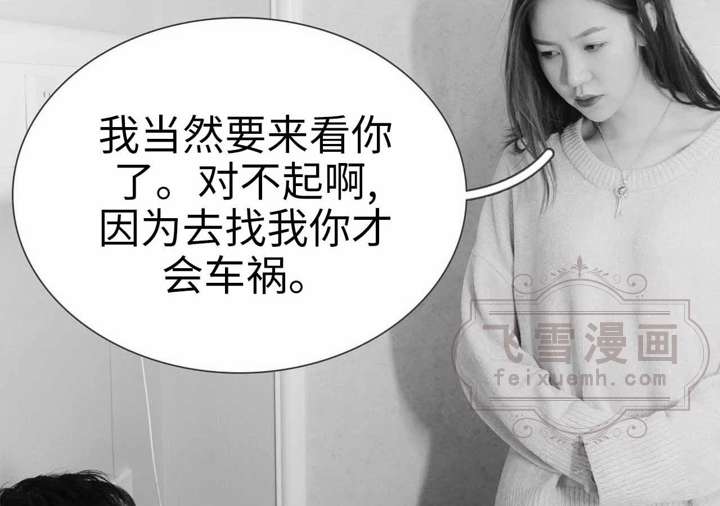 我当然要来看你
了。对不起啊,
因为去找我你才
会车祸。
飞雪漫画
feixuemh.com